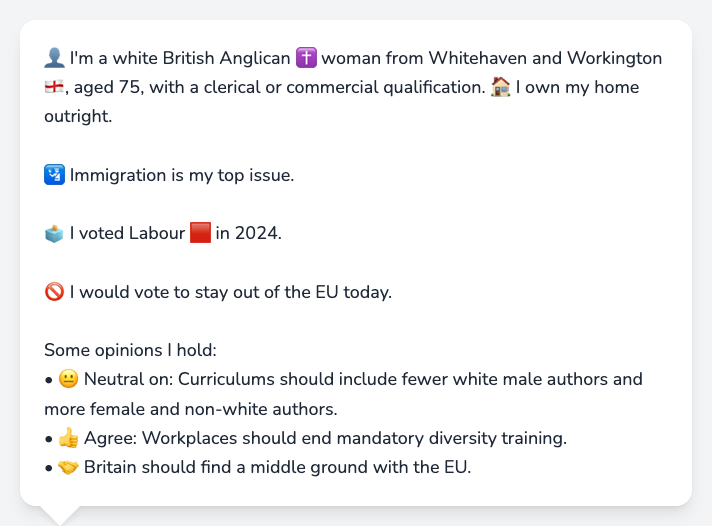 👤 I'm a white British Anglican ✝️ woman from Whitehaven and Workington
🏴󠁧󠁢󠁥󠁮󠁧󠁿, aged 75, with a clerical or commercial qualification. 🏠 I own my home
outright.
🛂 Immigration is my top issue.
🗳️ I voted Labour 🟥 in 2024.
🚫 I would vote to stay out of the EU today.
Some opinions I hold:
• 😐 Neutral on: Curriculums should include fewer white male authors and
more female and non-white authors.
• 👍 Agree: Workplaces should end mandatory diversity training.
• 🤝 Britain should find a middle ground with the EU.